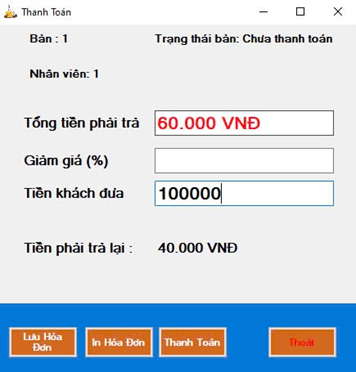 Thanh Toán
Bàn : 1
Trạng thái bàn: Chưa thanh toán
Nhân viên: 1
Tổng tiền phải trả
60.000 VNĐ
Giảm giá (%)
Tiền khách đưa
100000
Tiền phải trả lại :
40.000 VNĐ
Lưu Hóa
Đơn
In Hóa Đơn
Thanh Toán
Thoát